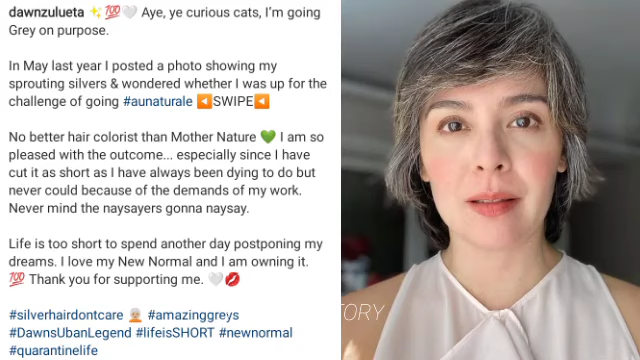 dawnzulueta ✨💯🤍 Aye, ye curious cats, I'm going
Grey on purpose.
In May last year I posted a photo showing my
sprouting silvers & wondered whether I was up for the
challenge of going #aunaturale ◀️SWIPE◀️
No better hair colorist than Mother Nature 💚 I am so
pleased with the outcome... especially since I have
cut it as short as I have always been dying to do but
never could because of the demands of my work.
Never mind the naysayers gonna naysay.
Life is too short to spend another day postponing my
dreams. I love my New Normal and I am owning it.
💯 Thank you for supporting me. 🤍💋
#silverhairdontcare 👩🏼‍🦳 #amazinggreys
#DawnsUbanLegend #lifeisSHORT #newnormal
#quarantinelife
TORY